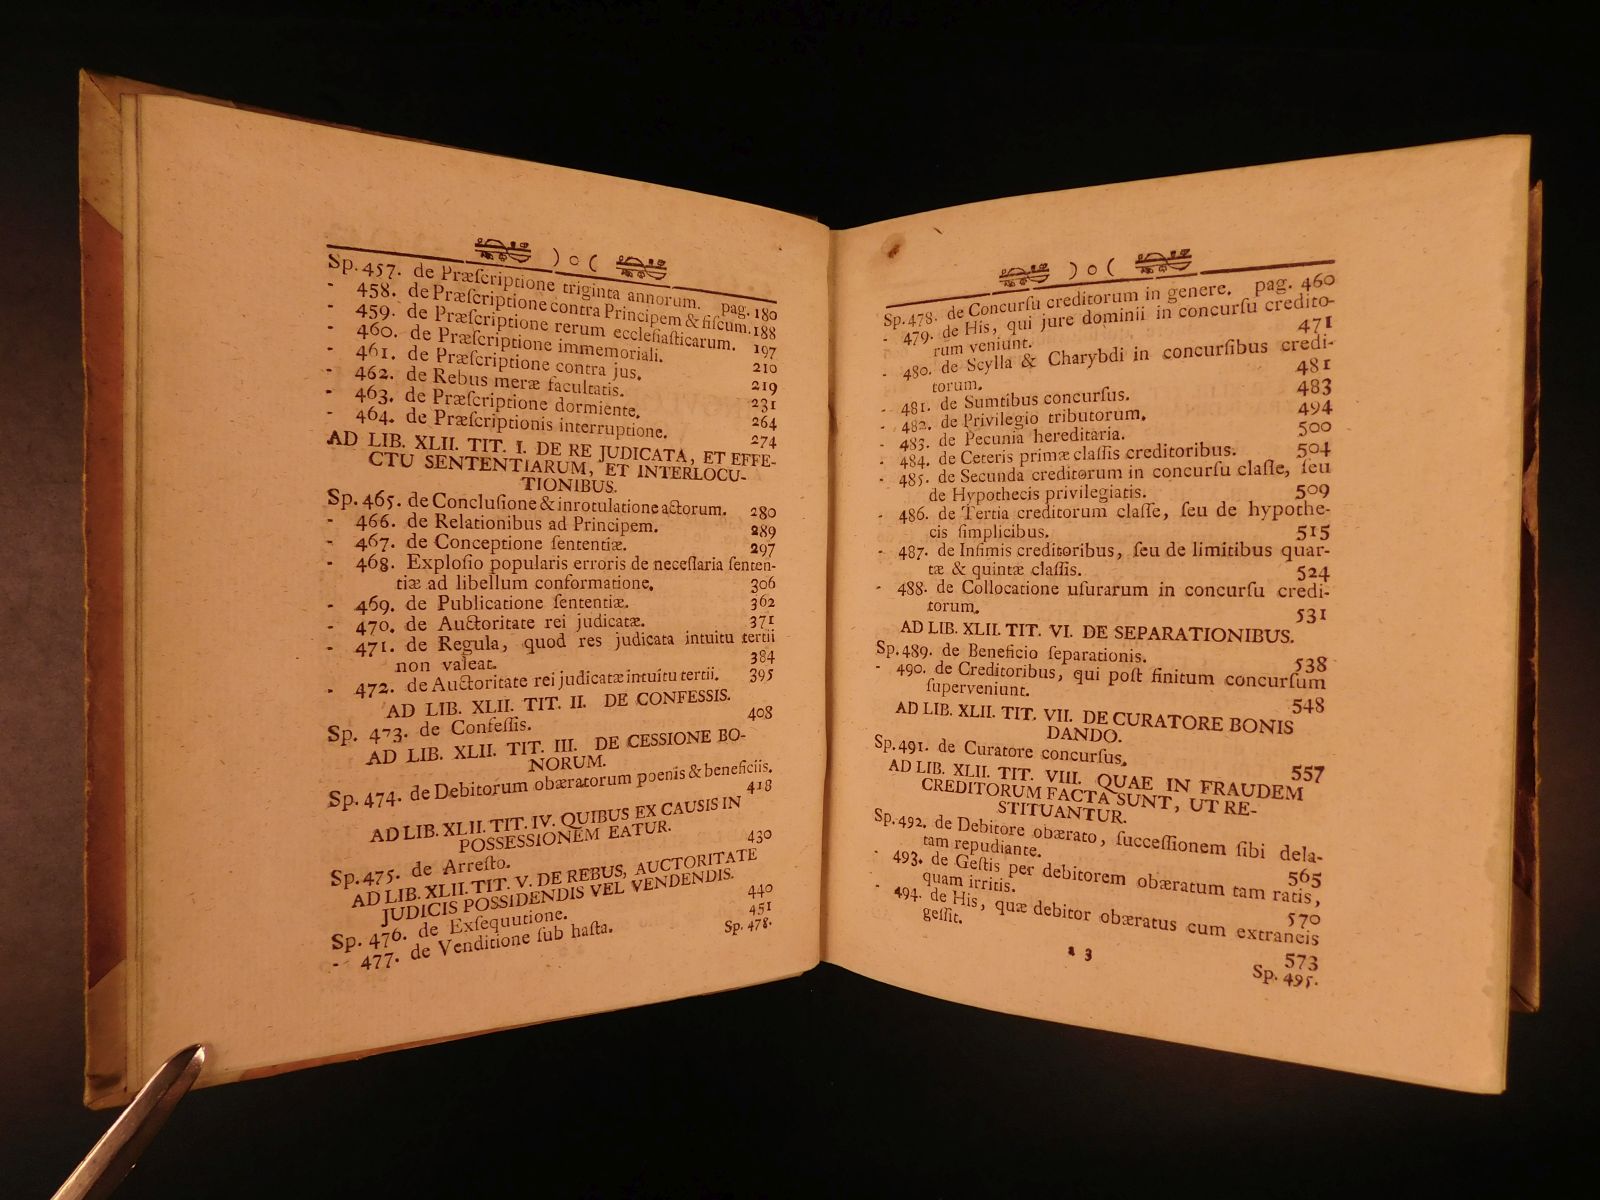 ) o (
Sp. 457. de Præſcriptione triginta annorum. pag. 180
- 458. de Præſcriptione contra Principem & fiſcum. 188
- 459. de Præſcriptione rerum eccleſiaſticarum. 197
- 460. de Præſcriptione immemoriali. 210
- 461. de Præſcriptione contra jus. 219
- 462. de Rebus meræ facultatis. 231
- 463. de Præſcriptione dormiente. 264
- 464. de Præſcriptionis interruptione. 274
AD LIB. XLII. TIT. I. DE RE JUDICATA, ET EFFE-
CTU SENTENTIARUM, ET INTERLOCU-
TIONIBUS.
Sp. 465. de Concluſione & inrotulatione actorum. 280
- 466. de Relationibus ad Principem. 289
- 467. de Conceptione ſententiæ. 297
- 468. Exploſio popularis erroris de neceſſaria ſenten-
tiæ ad libellum conformatione. 306
- 469. de Publicatione ſententiæ. 362
- 470. de Auctoritate rei judicatæ. 371
- 471. de Regula, quod res judicata intuitu tertii
non valeat. 384
- 472. de Auctoritate rei judicatæ intuitu tertii. 395
AD LIB. XLII. TIT. II. DE CONFESSIS.
Sp. 473. de Confeſſis. 408
AD LIB. XLII. TIT. III. DE CESSIONE BO-
NORUM.
Sp. 474. de Debitorum obæratorum poenis & beneficiis.
418
AD LIB. XLII. TIT. IV. QUIBUS EX CAUSIS IN
POSSESSIONEM EATUR.
Sp. 475. de Arreſto. 430
AD LIB. XLII. TIT. V. DE REBUS, AUCTORITATE
JUDICIS POSSIDENDIS VEL VENDENDIS.
Sp. 476. de Exſequutione. 440
- 477. de Venditione ſub haſta. 451
Sp. 478.
) o (
Sp. 478. de Concurſu creditorum in genere. pag. 460
- 479. de His, qui jure dominii in concurſu credito-
rum veniunt. 471
- 480. de Scylla & Charybdi in concurſibus credi-
torum. 481
- 481. de Sumtibus concurſus. 483
- 482. de Privilegio tributorum. 494
- 483. de Pecunia hereditaria. 500
- 484. de Ceteris primæ claſſis creditoribus. 504
- 485. de Secunda creditorum in concurſu claſſe, ſeu
de Hypothecis privilegiatis. 509
- 486. de Tertia creditorum claſſe, ſeu de hypothe-
cis ſimplicibus. 515
- 487. de Infimis creditoribus, ſeu de limitibus quar-
tæ & quintæ claſſis. 524
- 488. de Collocatione uſurarum in concurſu credi-
torum. 531
AD LIB. XLII. TIT. VI. DE SEPARATIONIBUS.
Sp. 489. de Beneficio ſeparationis. 538
- 490. de Creditoribus, qui poſt finitum concurſum
ſuperveniunt. 548
AD LIB. XLII. TIT. VII. DE CURATORE BONIS
DANDO.
Sp. 491. de Curatore concurſus. 557
AD LIB. XLII. TIT. VIII. QUAE IN FRAUDEM
CREDITORUM FACTA SUNT, UT RE-
STITUANTUR.
Sp. 492. de Debitore obærato, ſucceſſionem ſibi dela-
tam repudiante. 565
- 493. de Geſtis per debitorem obæratum tam ratis,
quam irritis. 570
- 494. de His, quæ debitor obæratus cum extraneis
geſſit. 573
a 3
Sp. 495.